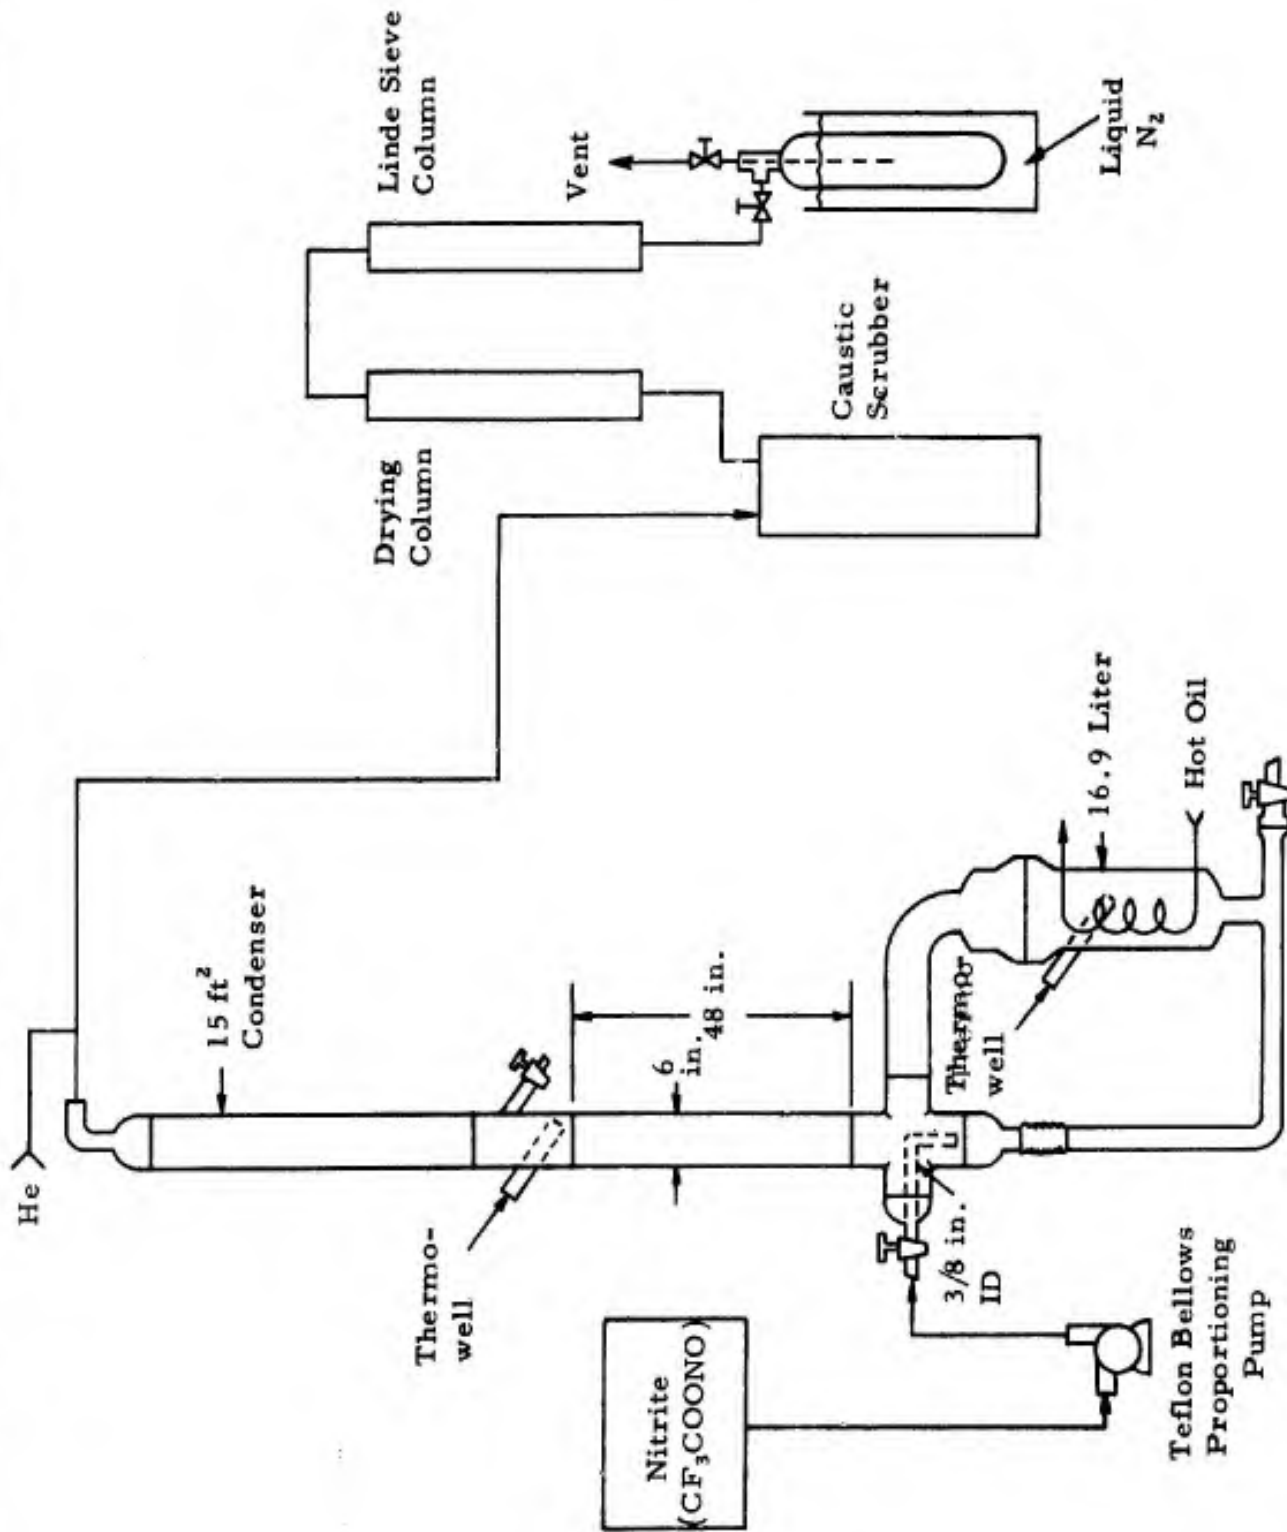 He
15 ft²
Condenser
Thermo-
well
6
in.
48 in.
Nitrite
(CF₃COONO)
3/8 in.
ID
Teflon Bellows
Proportioning
Pump
Thermo-
well
16.9 Liter
Hot Oil
Drying
Column
Linde Sieve
Column
Vent
Caustic
Scrubber
Liquid
N₂